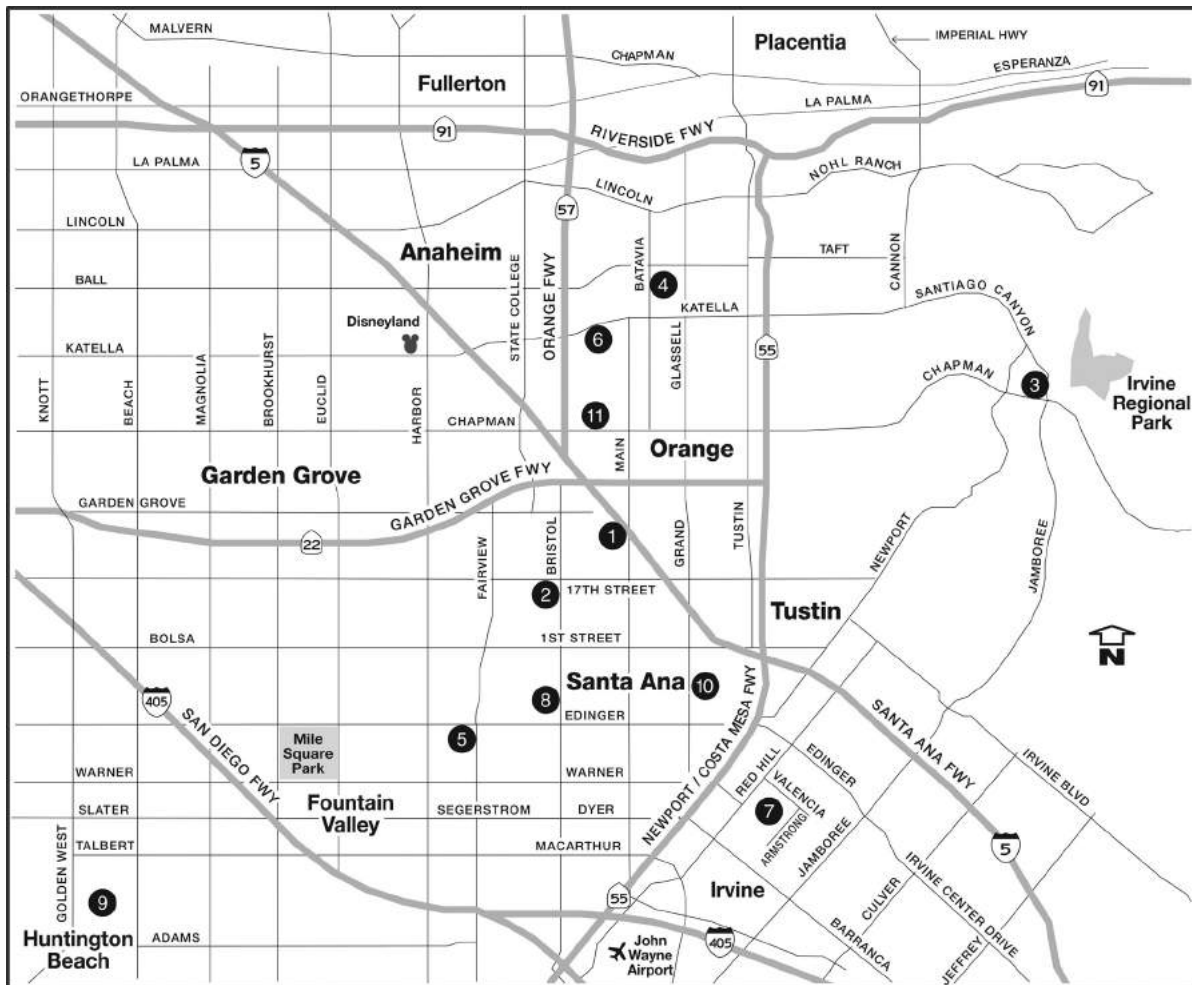 MALVERN
CHAPMAN
Placentia
IMPERIAL HWY
Fullerton
ESPERANZA
ORANGETHORPE
LA PALMA
91
91
RIVERSIDE FWY
5
LA PALMA
NOHL RANCH
LINCOLN
57
LINCOLN
Anaheim
STATE COLLEGE
ORANGE FWY
BATAVIA
TAFT
CANNON
BALL
4
SANTIAGO CANYON
KATELLA
Disneyland
6
GLASSELL
55
KATELLA
KNOTT
BEACH
MAGNOLIA
BROOKHURST
EUCLID
HARBOR
CHAPMAN
3
Irvine
Regional
Park
CHAPMAN
11
MAIN
Orange
Garden Grove
GARDEN GROVE FWY
GARDEN GROVE
22
FAIRVIEW
BRISTOL
1
GRAND
TUSTIN
NEWPORT
JAMBOREE
2
17TH STREET
Tustin
BOLSA
1ST STREET
N
405
SAN DIEGO FWY
Santa Ana
10
8
EDINGER
NEWPORT / COSTA MESA FWY
SANTA ANA FWY
5
Mile
Square
Park
WARNER
WARNER
RED HILL
EDINGER
VALENCIA
IRVINE BLVD
SLATER
Fountain
Valley
SEGERSTROM
DYER
7
ARMSTRONG
JAMBOREE
TALBERT
MACARTHUR
5
GOLDEN WEST
9
Irvine
CULVER
IRVINE CENTER DRIVE
55
Huntington
Beach
ADAMS
John
Wayne
Airport
405
BARRANCA
JEFFREY